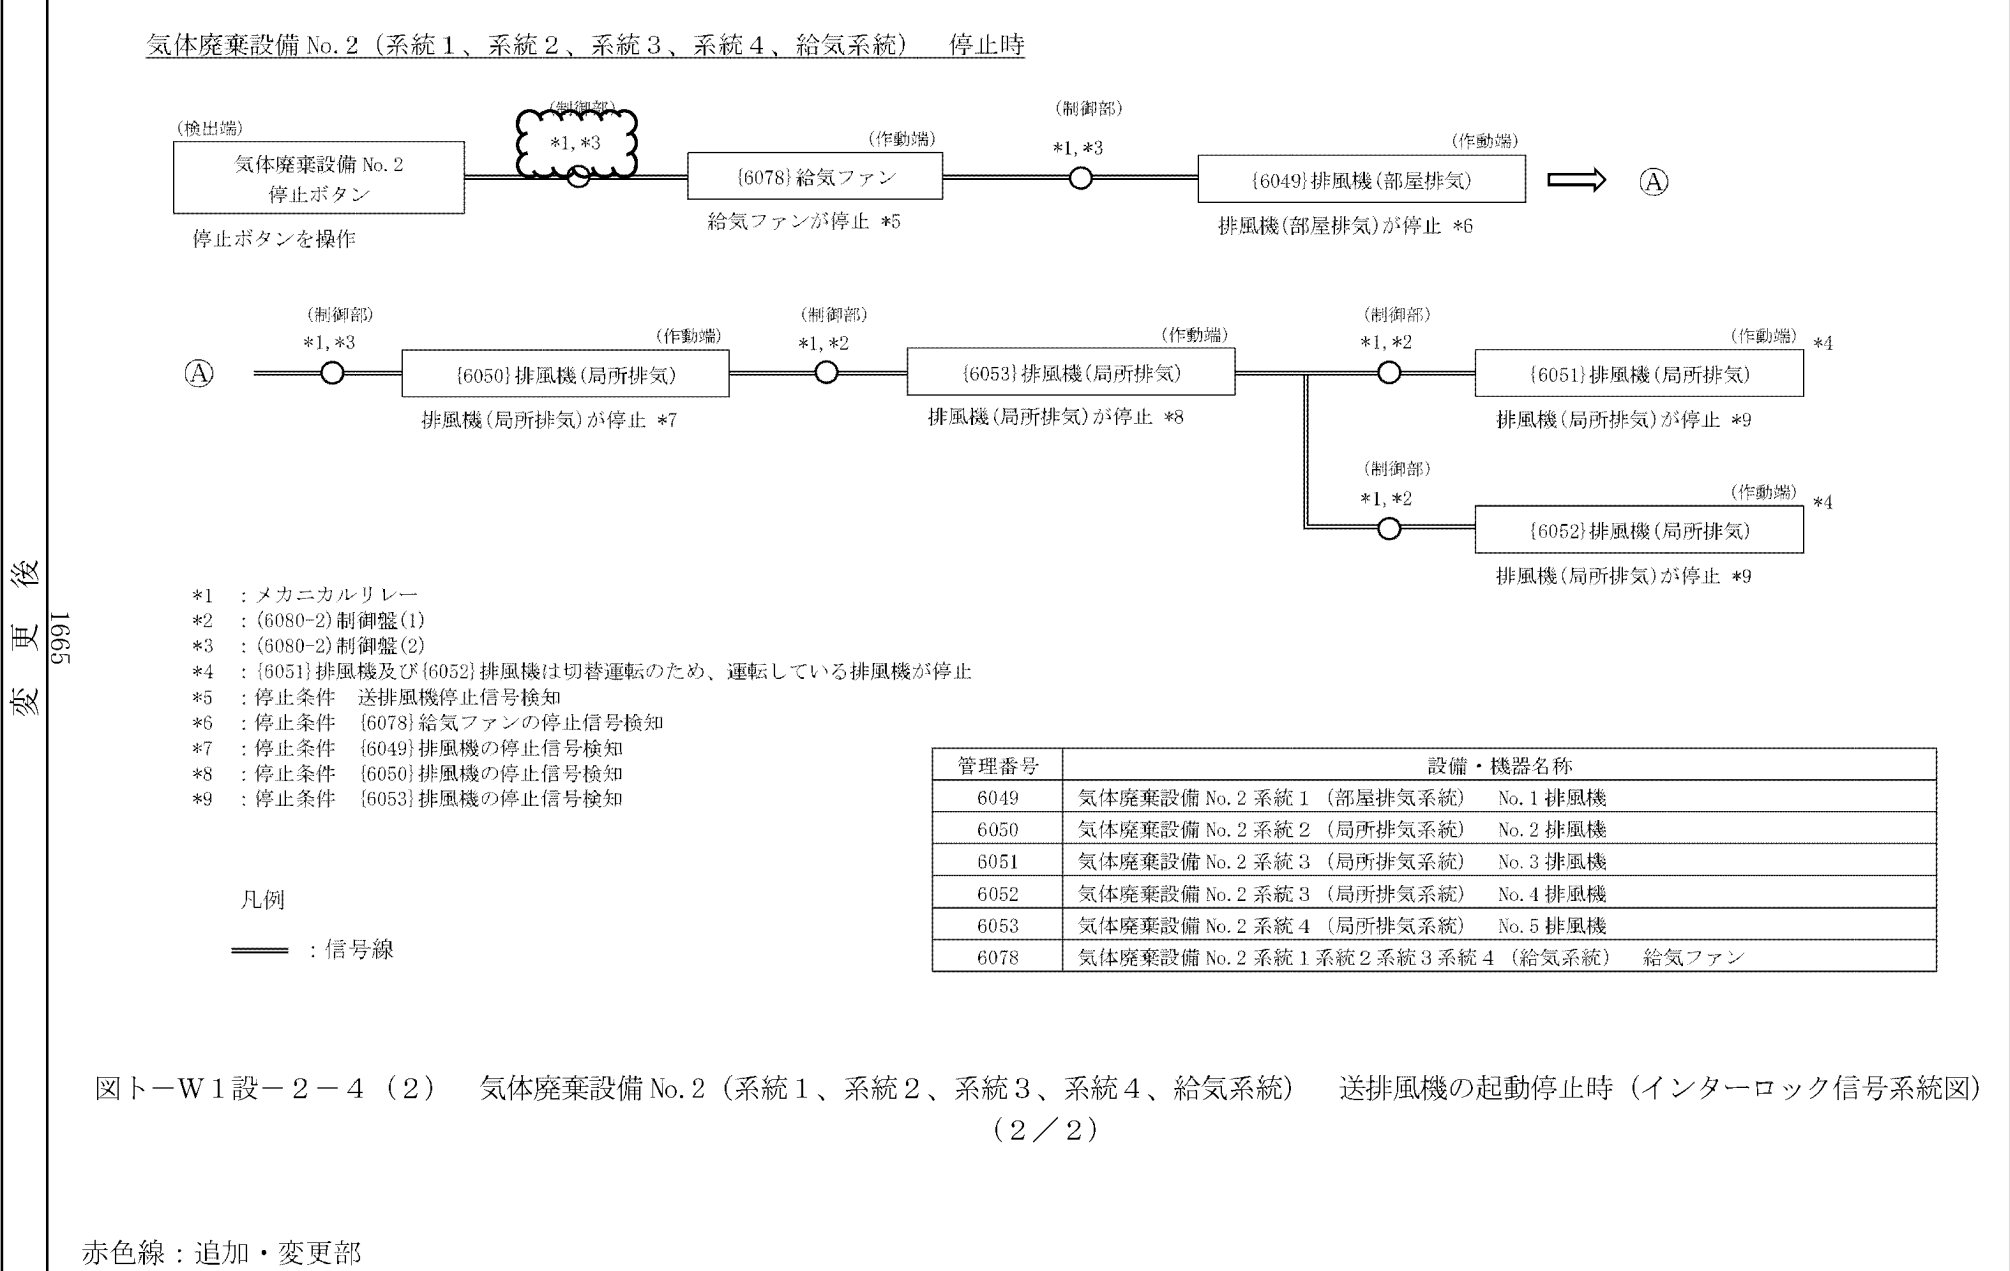 気体廃棄設備 No.2（系統１、系統２、系統３、系統４、給気系統）　停止時
(検出端)
気体廃棄設備 No.2
停止ボタン
停止ボタンを操作
(制御部)
*1,*3
(作動端)
{6078}給気ファン
給気ファンが停止 *5
(制御部)
*1,*3
(作動端)
{6049}排風機(部屋排気)
排風機(部屋排気)が停止 *6
Ⓐ
Ⓐ
(制御部)
*1,*3
(作動端)
{6050}排風機(局所排気)
排風機(局所排気)が停止 *7
(制御部)
*1,*2
(作動端)
{6053}排風機(局所排気)
排風機(局所排気)が停止 *8
(制御部)
*1,*2
(作動端) *4
{6051}排風機(局所排気)
排風機(局所排気)が停止 *9
(制御部)
*1,*2
(作動端) *4
{6052}排風機(局所排気)
排風機(局所排気)が停止 *9
*1 ：メカニカルリレー
*2 ：(6080-2)制御盤(1)
*3 ：(6080-2)制御盤(2)
*4 ：{6051}排風機及び{6052}排風機は切替運転のため、運転している排風機が停止
*5 ：停止条件　送排風機停止信号検知
*6 ：停止条件　{6078}給気ファンの停止信号検知
*7 ：停止条件　{6049}排風機の停止信号検知
*8 ：停止条件　{6050}排風機の停止信号検知
*9 ：停止条件　{6053}排風機の停止信号検知
凡例
：信号線
管理番号 設備・機器名称
6049 気体廃棄設備 No.2 系統１（部屋排気系統）　No.1 排風機
6050 気体廃棄設備 No.2 系統２（局所排気系統）　No.2 排風機
6051 気体廃棄設備 No.2 系統３（局所排気系統）　No.3 排風機
6052 気体廃棄設備 No.2 系統３（局所排気系統）　No.4 排風機
6053 気体廃棄設備 No.2 系統４（局所排気系統）　No.5 排風機
6078 気体廃棄設備 No.2 系統１系統２系統３系統４（給気系統）　給気ファン
図ト－Ｗ１設－２－４（２）　気体廃棄設備 No.2（系統１、系統２、系統３、系統４、給気系統）　送排風機の起動停止時（インターロック信号系統図）
（２／２）
赤色線：追加・変更部
変更後
1665